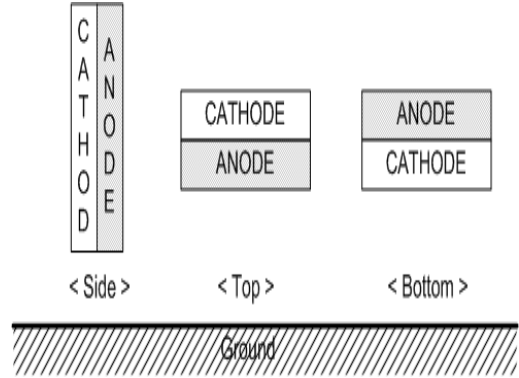 CATHOD
ANODE
CATHODE
ANODE
ANODE
CATHODE
< Side >
< Top >
< Bottom >
Ground